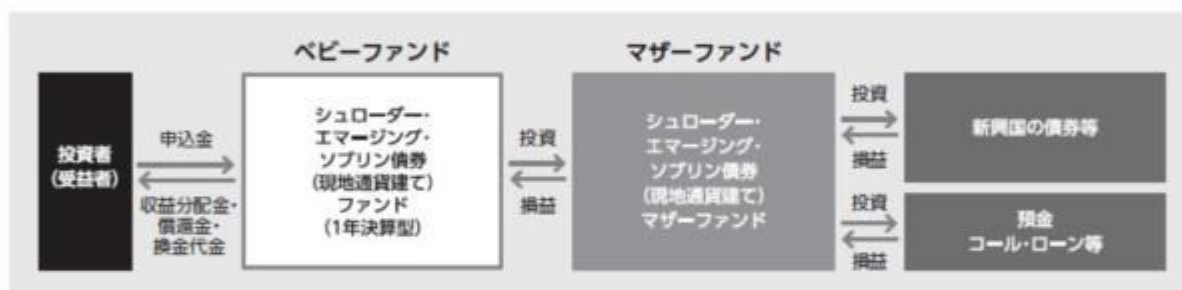 ベビーファンド
マザーファンド
投資者
(受益者)
申込金
収益分配金・
償還金・
換金代金
シュローダー・
エマージング・
ソブリン債券
(現地通貨建て)
ファンド
(1年決算型)
投資
損益
シュローダー・
エマージング・
ソブリン債券
(現地通貨建て)
マザーファンド
投資
損益
新興国の債券等
投資
損益
預金
コール・ローン等